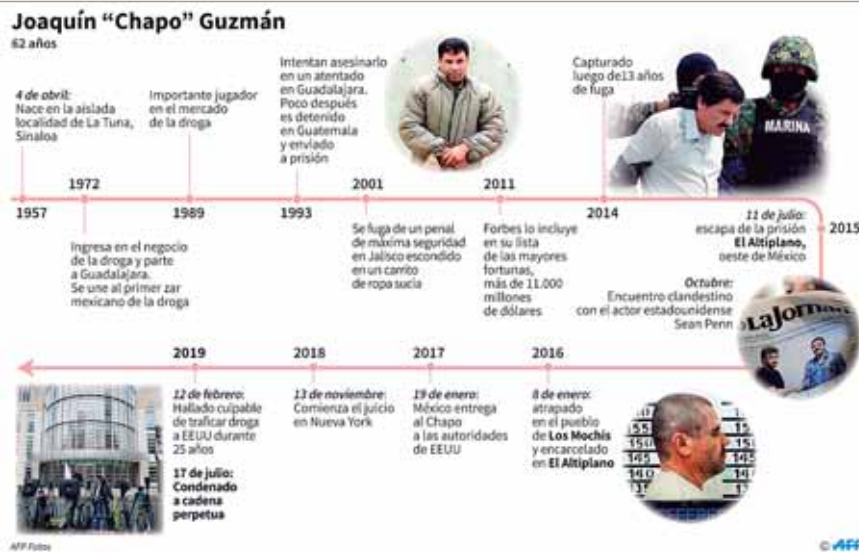 Joaquín “Chapo” Guzmán
62 años
4 de abril:
Nace en la aislada
localidad de La Tuna,
Sinaloa
1957
1972
Ingresa en el negocio
de la droga y parte
a Guadalajara.
Se une al primer zar
mexicano de la droga
Importante jugador
en el mercado
de la droga
1989
Intentan asesinarlo
en un atentado
en Guadalajara.
Poco después
es detenido
en Guatemala
y enviado
a prisión
1993
2001
Se fuga de un penal
de máxima seguridad
en Jalisco escondido
en un carrito
de ropa sucia
2011
Forbes lo incluye
en su lista
de las mayores
fortunas,
más de 11.000
millones
de dólares
Capturado
luego de13 años
de fuga
2014
MARINA
2015
11 de julio:
escapa de la prisión
El Altiplano,
oeste de México
Octubre:
Encuentro clandestino
con el actor estadounidense
Sean Penn
LaJorna
2016
8 de enero:
atrapado
en el pueblo
de Los Mochis
y encarcelado
en El Altiplano
2017
19 de enero:
México entrega
al Chapo
a las autoridades
de EEUU
2018
13 de noviembre:
Comienza el juicio
en Nueva York
2019
12 de febrero:
Hallado culpable
de traficar droga
a EEUU durante
25 años
17 de julio:
Condenado
a cadena
perpetua
AFP Fotos
© AFP